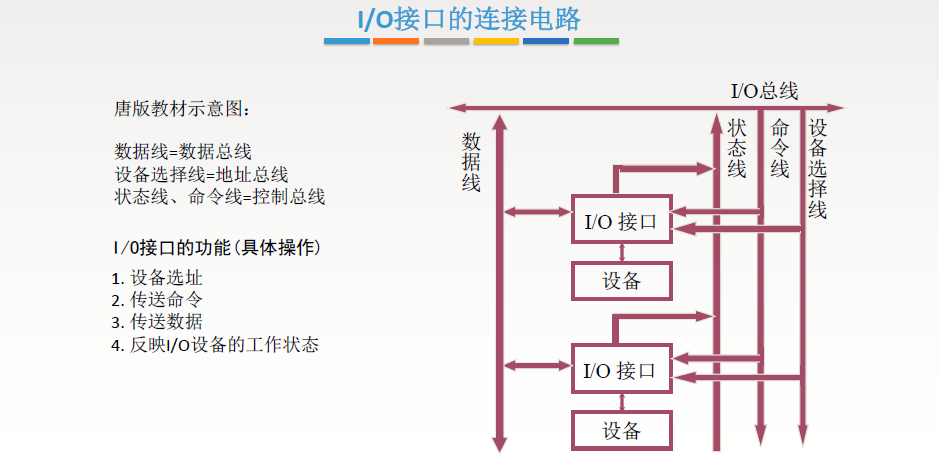 I/O接口的连接电路
唐版教材示意图：
数据线=数据总线
设备选择线=地址总线
状态线、命令线=控制总线
I/O接口的功能(具体操作)
1. 设备选址
2. 传送命令
3. 传送数据
4. 反映I/O设备的工作状态
I/O总线
数据线
状态线
命令线
设备选择线
I/O 接口
设备
I/O 接口
设备